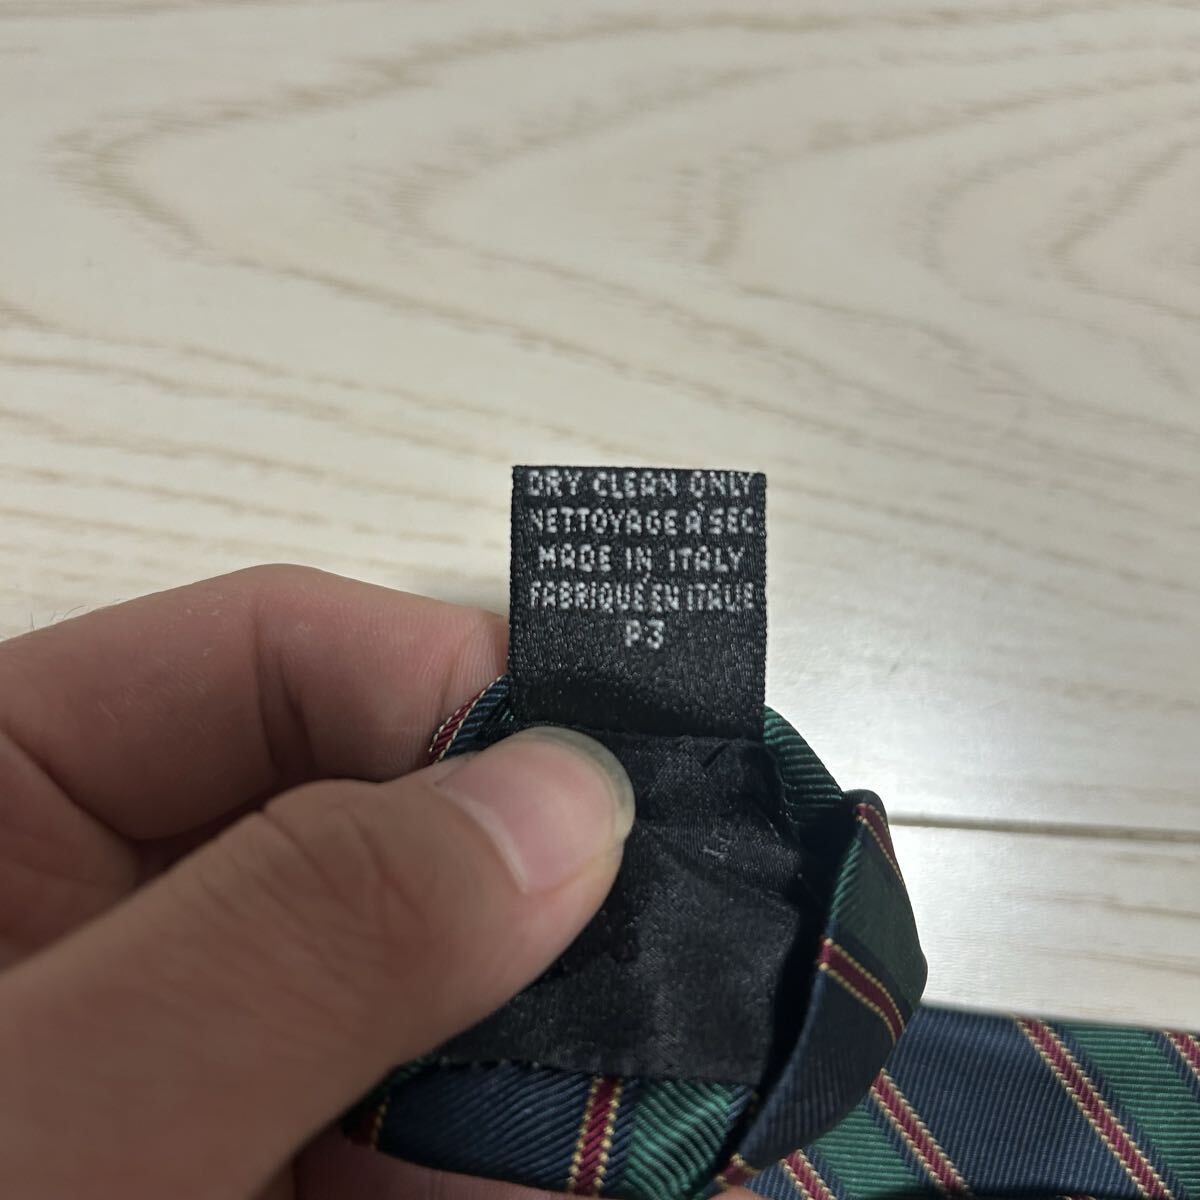 DRY CLEAN ONLY
NETTOYAGE A'SEC
MADE IN ITALY
FABRIQUE'EN ITALIE
P3